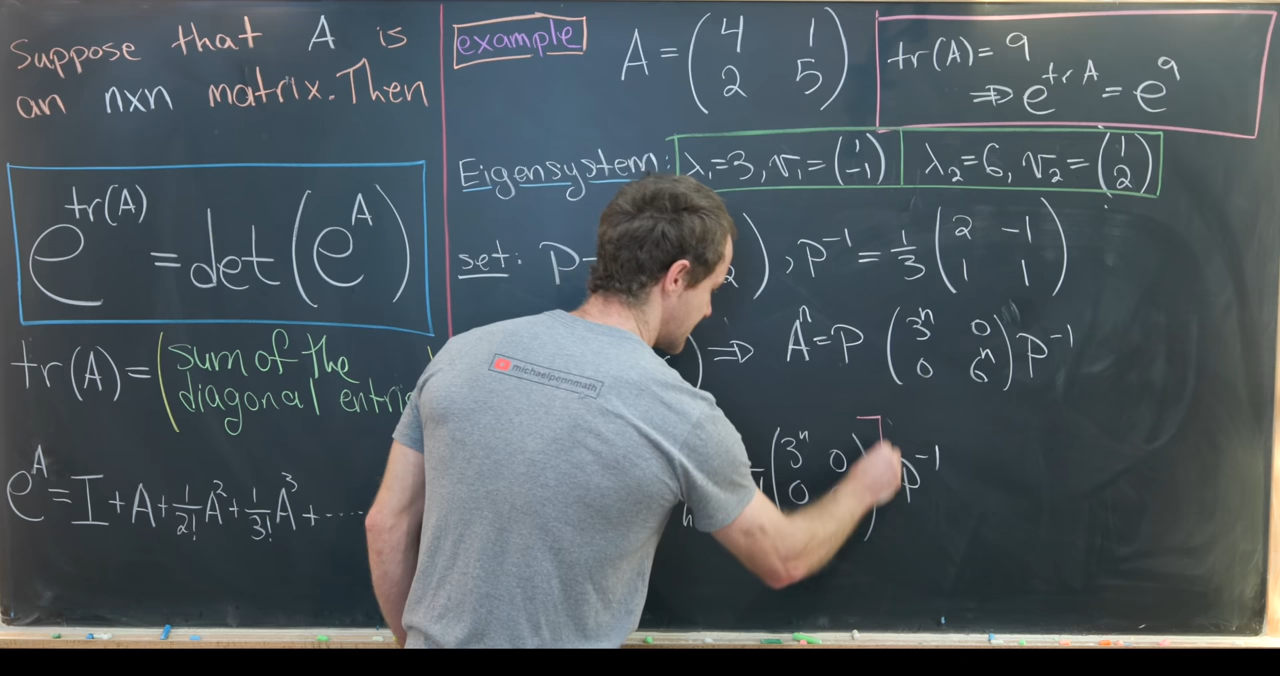 Suppose that A is
an nxn matrix. Then
e^tr(A) = det(e^A)
tr(A) = (sum of the
diagonal entri
e^A = I + A + 1/2! A^2 + 1/3! A^3 + .....
example
A = (4 1
2 5)
tr(A) = 9
⇒ e^trA = e^9
Eigensystem: λ1 = 3, v1 = (1
-1)
λ2 = 6, v2 = (1
2)
set: P = 2), P^-1 = 1/3 (2 -1
1 1)
) ⇒ A^n = P (3^n 0
0 6^n) P^-1
(3^n 0
0 ) P^-1
michaelpennmath